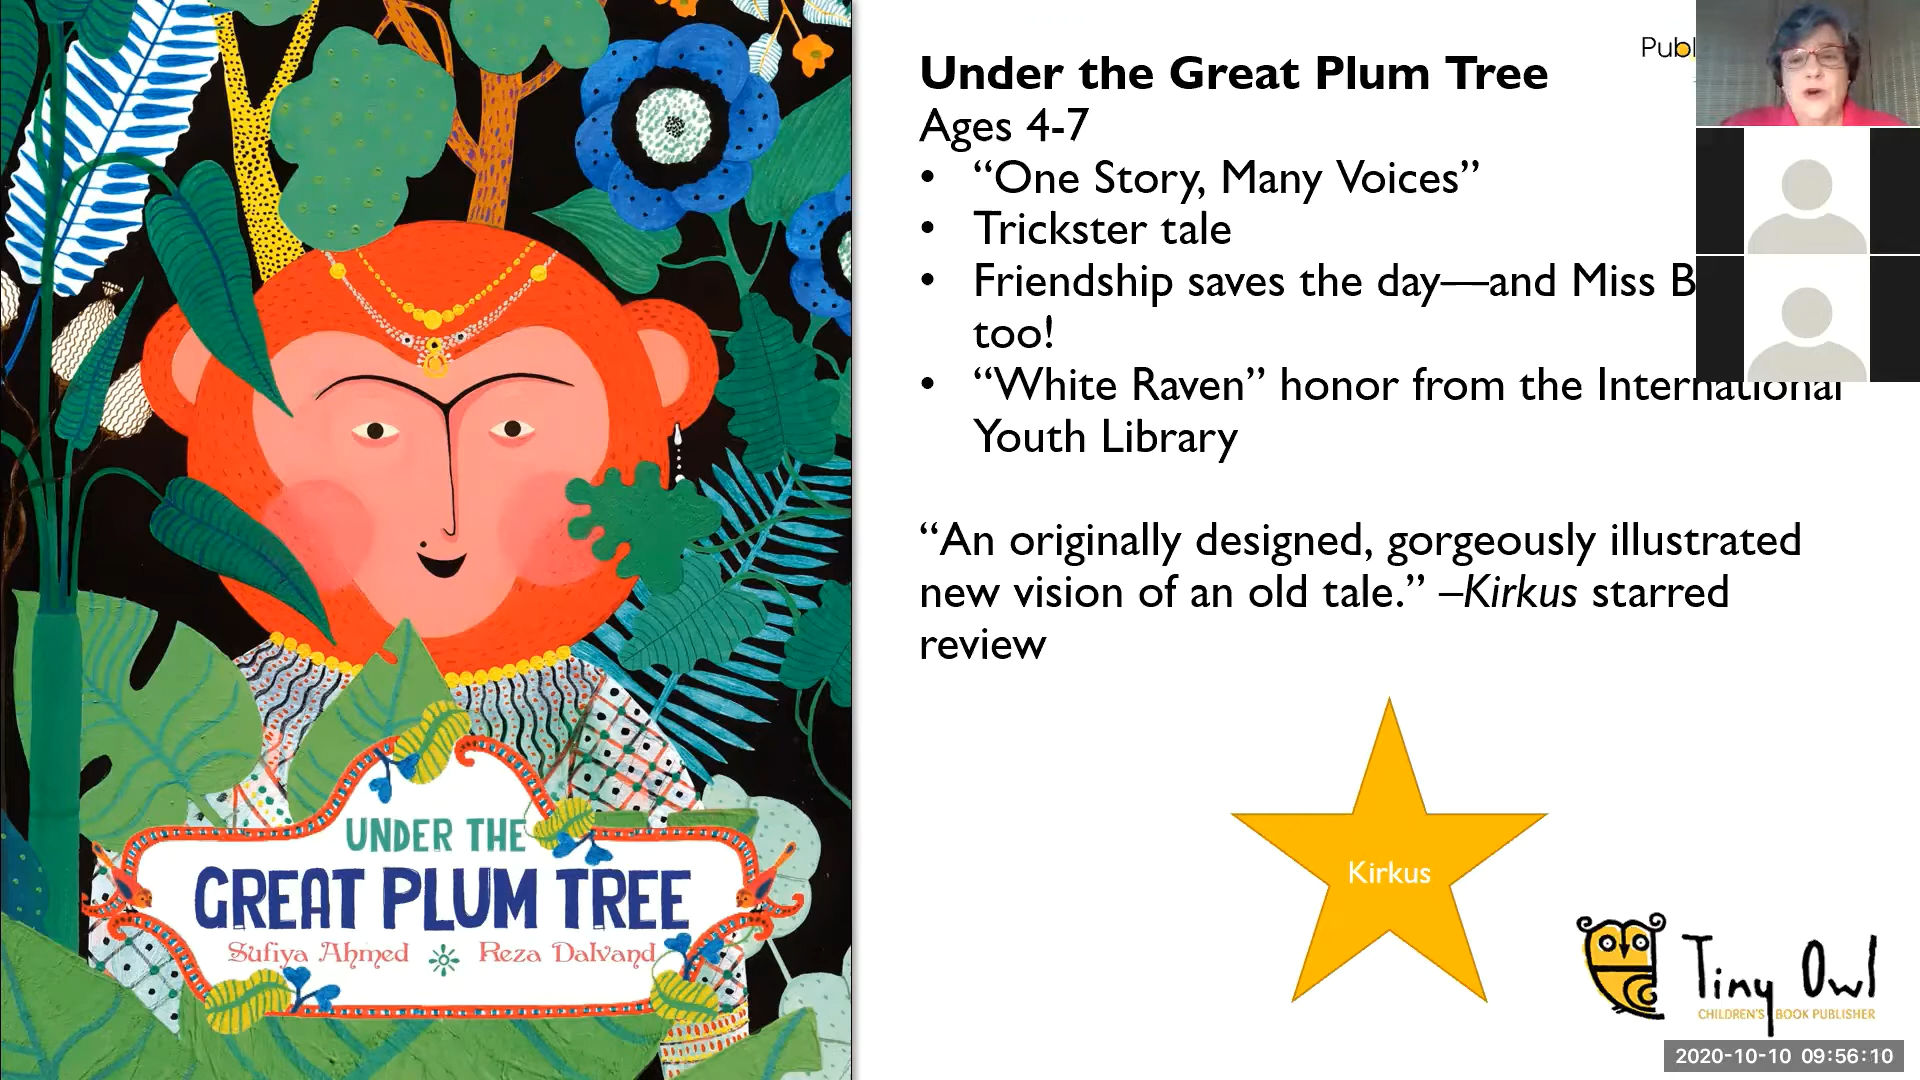 UNDER THE
GREAT PLUM TREE
Sufiya Ahmed Reza Dalvand
Under the Great Plum Tree
Ages 4-7
• “One Story, Many Voices”
• Trickster tale
• Friendship saves the day—and Miss
too!
• “White Raven” honor from the International
Youth Library
“An originally designed, gorgeously illustrated
new vision of an old tale.” –Kirkus starred
review
Kirkus
Tiny Owl
CHILDREN'S BOOK PUBLISHER
2020-10-10 09:56:10